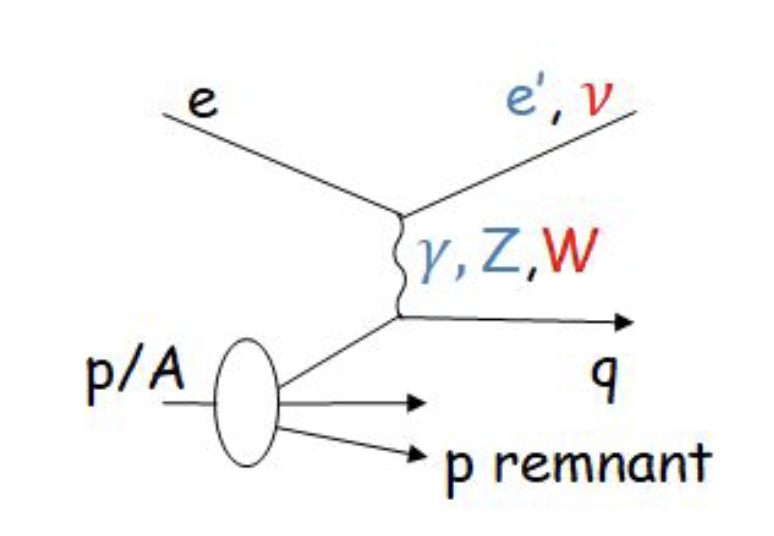 e
e', ν
γ, Z,W
p/A
q
p remnant